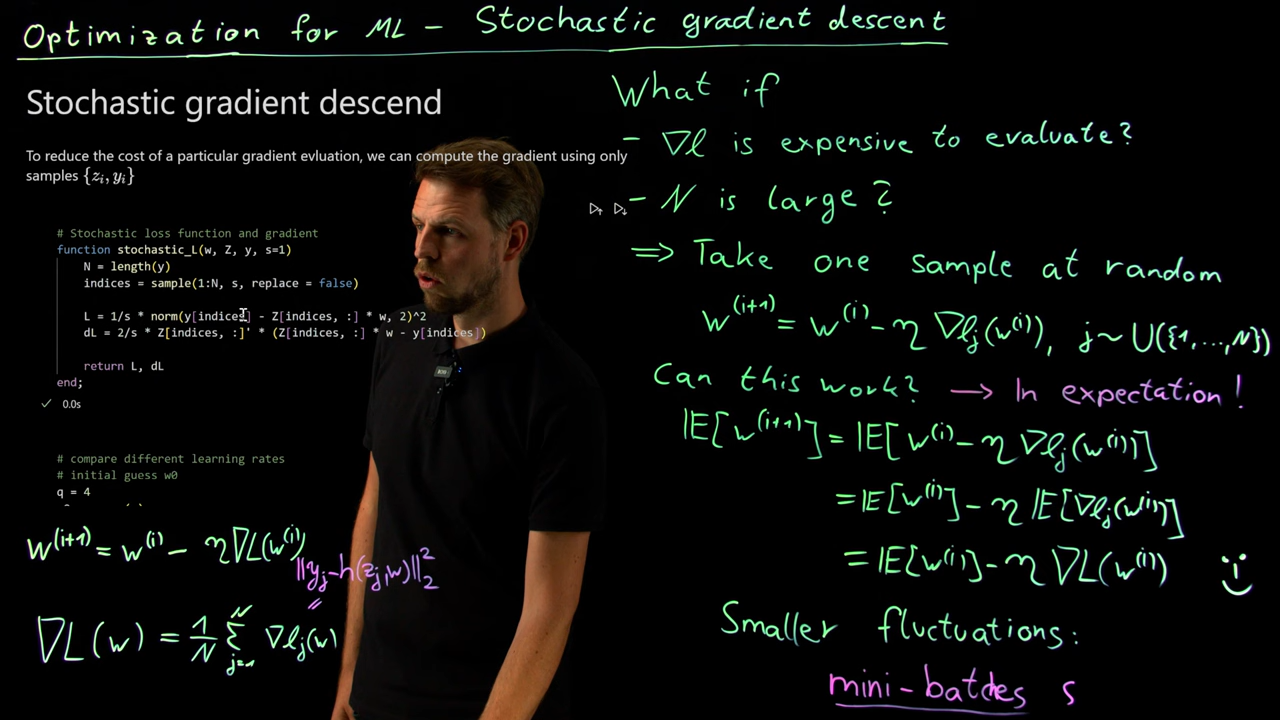 Optimization for ML – Stochastic gradient descent
Stochastic gradient descend
To reduce the cost of a particular gradient evluation, we can compute the gradient using only
samples {z_i, y_i}
# Stochastic loss function and gradient
function stochastic_L(w, Z, y, s=1)
N = length(y)
indices = sample(1:N, s, replace = false)
L = 1/s * norm(y[indices] - Z[indices, :] * w, 2)^2
dL = 2/s * Z[indices, :]' * (Z[indices, :] * w - y[indices])
return L, dL
end;
✓ 0.0s
# compare different learning rates
# initial guess w0
q = 4
w^(i+1) = w^(i) − η∇L(w^(i))
||y_j − h(z_j, w)||_2^2
∇L(w) = 1/N Σ_{j=1}^N ∇ℓ_j(w)
What if
– ∇ℓ is expensive to evaluate?
– N is large?
⇒ Take one sample at random
w^(i+1) = w^(i) − η ∇ℓ_j(w^(i)), j ~ U({1,...,N})
Can this work? → In expectation!
𝔼[w^(i+1)] = 𝔼[w^(i) − η ∇ℓ_j(w^(i))]
= 𝔼[w^(i)] − η 𝔼[∇ℓ_j(w^(i))]
= 𝔼[w^(i)] − η ∇L(w^(i))
Smaller fluctuations:
mini-batches s